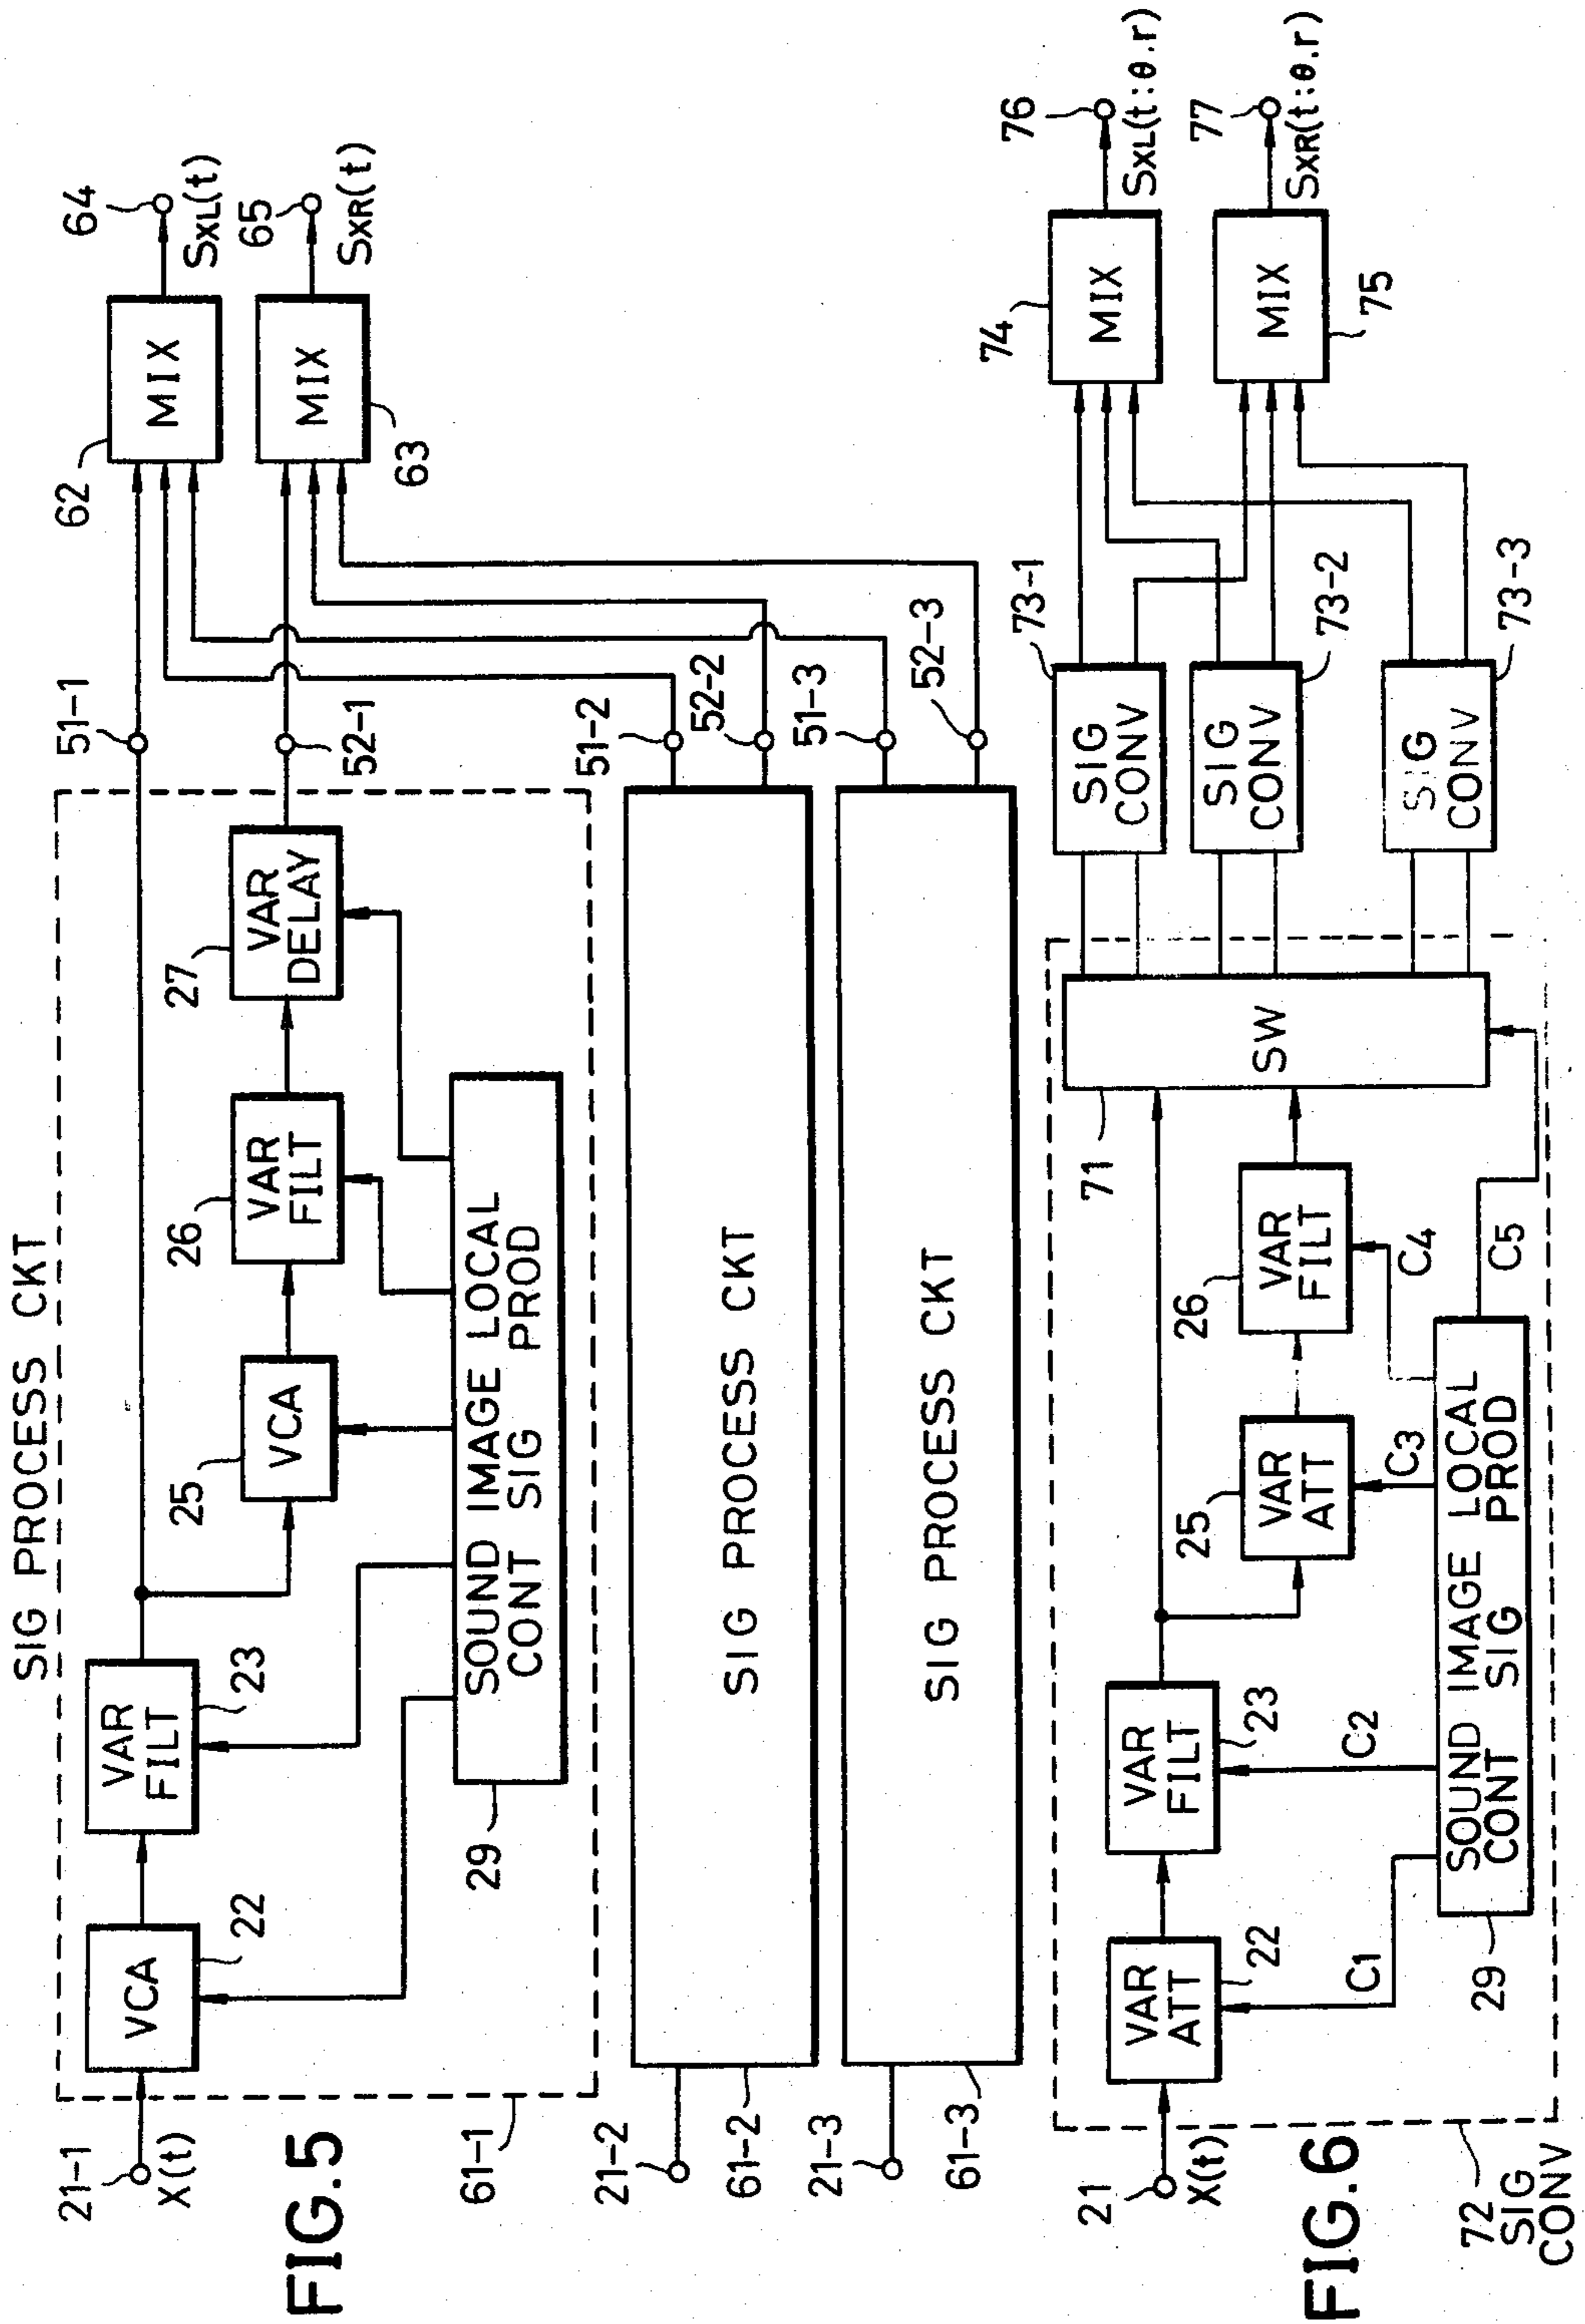 SIG PROCESS CKT
21-1
X(t)
VCA
22
VAR
FILT
23
25
VCA
26
VAR
FILT
27
VAR
DELAY
SOUND IMAGE LOCAL
CONT SIG PROD
29
61-1
51-1
52-1
62
MIX
64
SXL(t)
MIX
63
65
SXR(t)
21-2
61-2
SIG PROCESS CKT
51-2
52-2
21-3
61-3
SIG PROCESS CKT
51-3
52-3
FIG.5
21
X(t)
VAR
ATT
22
VAR
FILT
23
25
VAR
ATT
26
VAR
FILT
71
SW
C1
C2
C3
C4
C5
SOUND IMAGE LOCAL
CONT SIG PROD
29
72
SIG
CONV
73-1
SIG
CONV
SIG
CONV
73-2
SIG
CONV
73-3
74
MIX
76
SXL(t:θ.r)
MIX
75
77
SXR(t:θ.r)
FIG.6